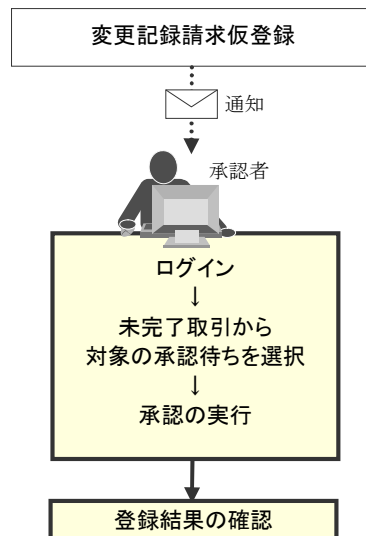 変更記録請求仮登録
通知
承認者
ログイン
↓
未完了取引から
対象の承認待ちを選択
↓
承認の実行
登録結果の確認